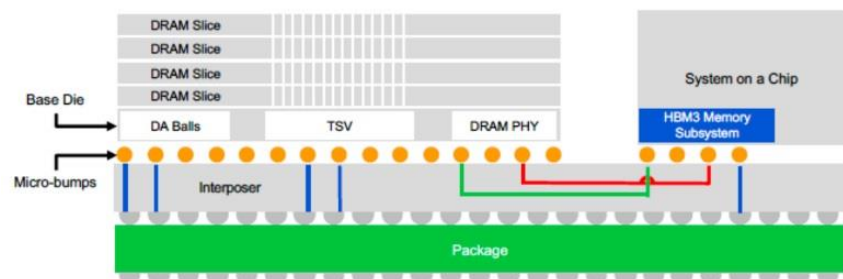 DRAM Slice
DRAM Slice
DRAM Slice
DRAM Slice
System on a Chip
Base Die
DA Balls
TSV
DRAM PHY
HBM3 Memory
Subsystem
Micro-bumps
Interposer
Package